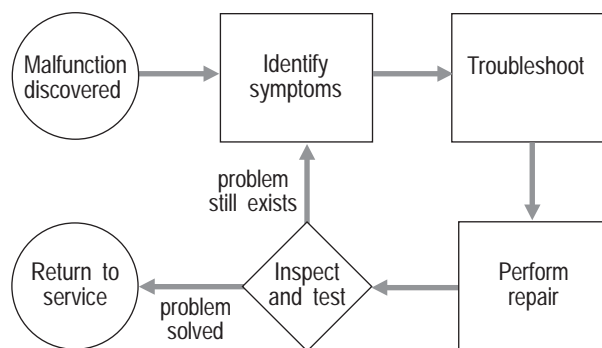 Malfunction
discovered
Identify
symptoms
Troubleshoot
problem
still exists
Return to
service
problem
solved
Inspect
and test
Perform
repair